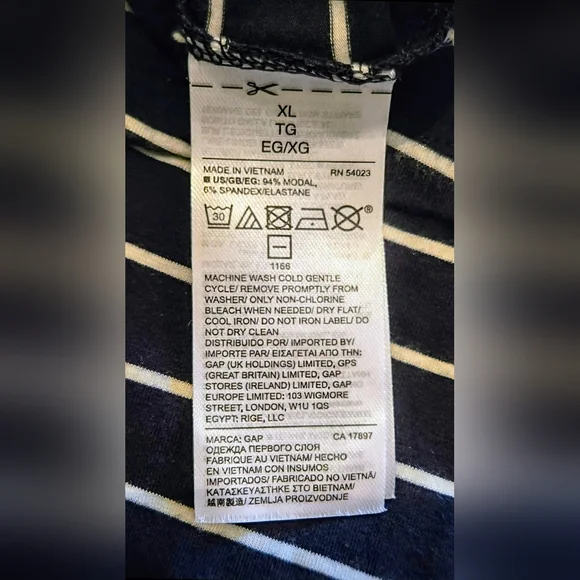 XL
TG
EG/XG
MADE IN VIETNAM RN 54023
US/GB/EG: 94% MODAL,
6% SPANDEX/ELASTANE
30 ®
1166
MACHINE WASH COLD GENTLE
CYCLE/ REMOVE PROMPTLY FROM
WASHER/ ONLY NON-CHLORINE
BLEACH WHEN NEEDED/ DRY FLAT/
COOL IRON/ DO NOT IRON LABEL/ DO
NOT DRY CLEAN
DISTRIBUIDO POR/ IMPORTED BY/
IMPORTE PAR/ ΕΙΣΑΓΕΤΑΙ ΑΠΟ ΤΗΝ:
GAP (UK HOLDINGS) LIMITED, GPS
(GREAT BRITAIN) LIMITED, GAP
STORES (IRELAND) LIMITED, GAP
EUROPE LIMITED: 103 WIGMORE
STREET, LONDON, W1U 1QS
EGYPT: RIGE, LLC
MARCA: GAP CA 17897
ОДЕЖДА ПЕРВОГО СЛОЯ
FABRIQUE AU VIETNAM/ HECHO
EN VIETNAM CON INSUMOS
IMPORTADOS/ FABRICADO NO VIETNÃ/
ΚΑΤΑΣΚΕΥΑΣΤΗΚΕ ΣΤΟ ΒΙΕΤΝΑΜ/
越南製造/ ZEMLJA PROIZVODNJE